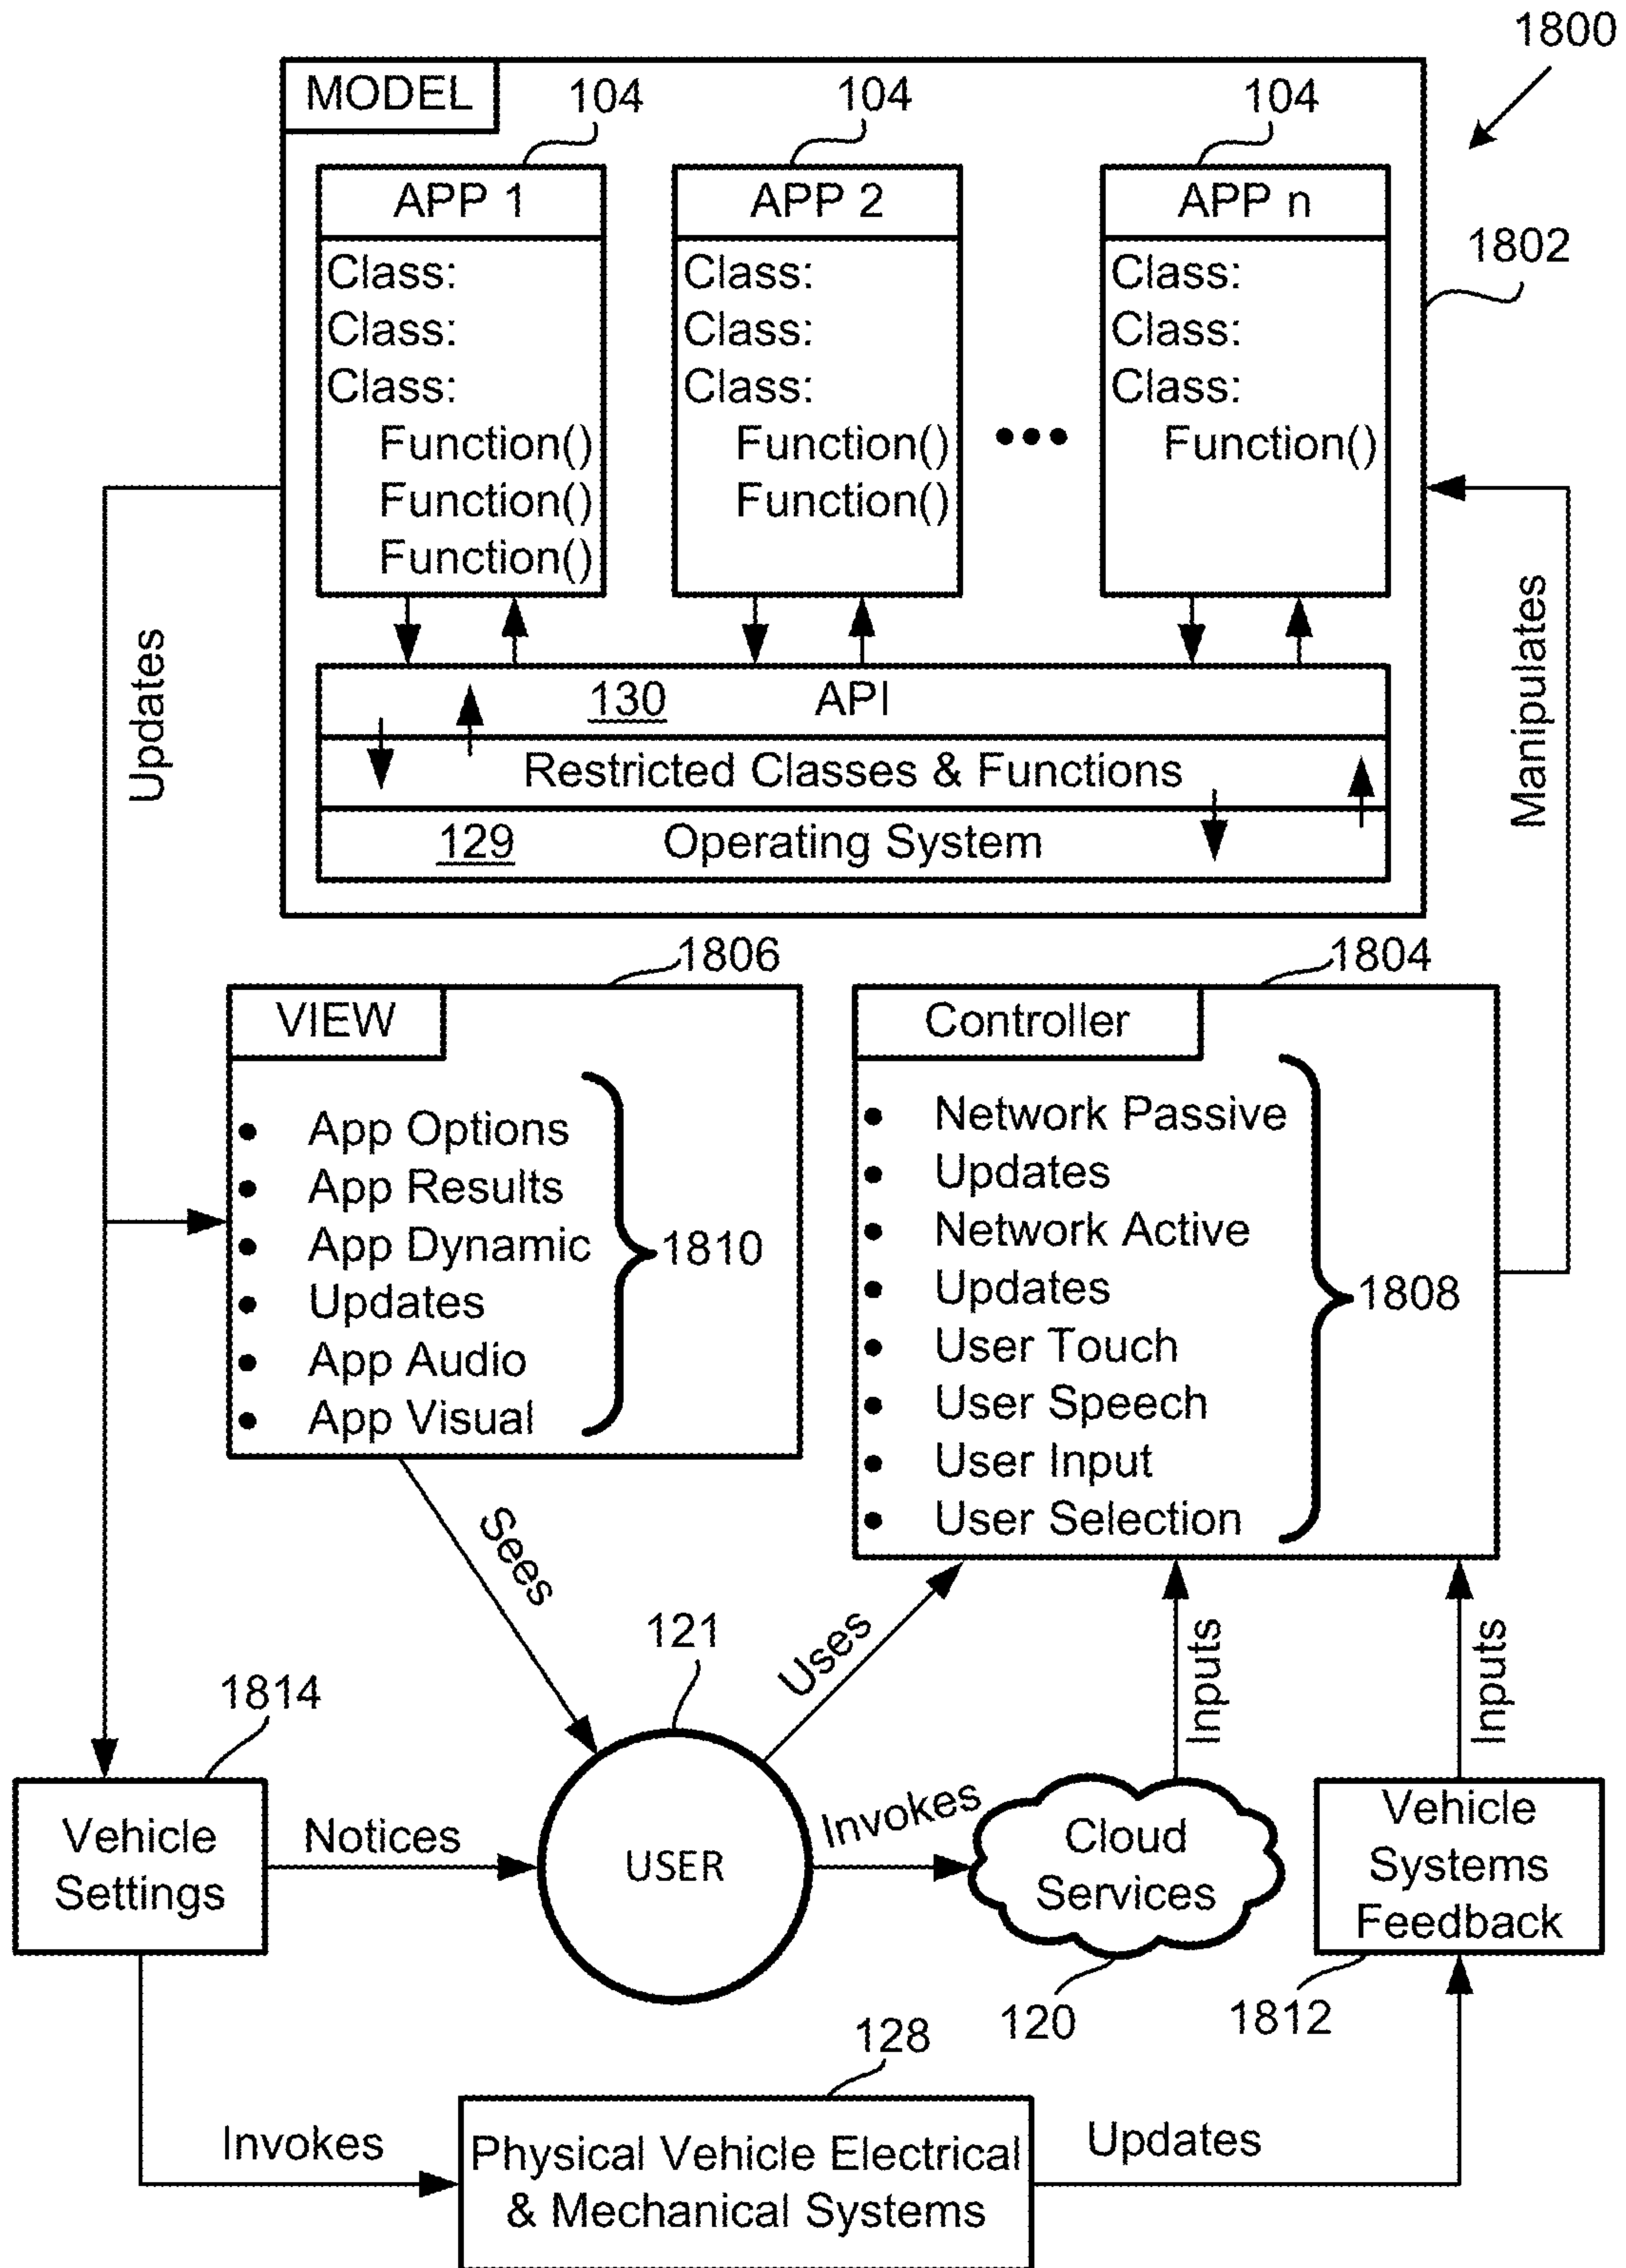 1800
MODEL
104
104
104
APP 1
APP 2
APP n
1802
Class:
Class:
Class:
Function()
Function()
Function()
Class:
Class:
Class:
Function()
Function()
•••
Class:
Class:
Class:
Function()
130 API
Restricted Classes & Functions
129 Operating System
Updates
Manipulates
1806
VIEW
• App Options
• App Results
• App Dynamic
• Updates
• App Audio
• App Visual
1810
1804
Controller
• Network Passive
• Updates
• Network Active
• Updates
• User Touch
• User Speech
• User Input
• User Selection
1808
Sees
Uses
Inputs
Inputs
121
1814
Vehicle
Settings
Notices
USER
Invokes
Cloud
Services
Vehicle
Systems
Feedback
120
1812
128
Invokes
Physical Vehicle Electrical
& Mechanical Systems
Updates